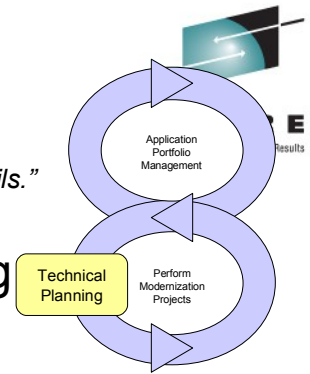 Application
Portfolio
Management
E
Results
ils.”
g
Technical
Planning
Perform
Modernization
Projects